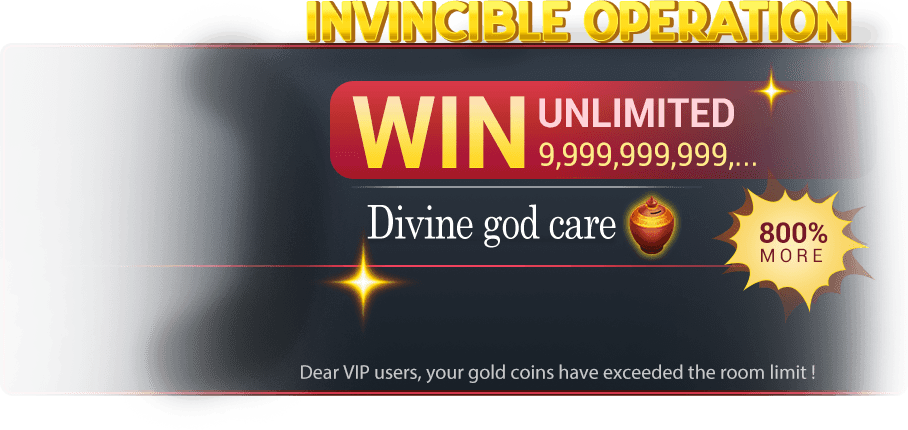 INVINCIBLE OPERATION
WIN
UNLIMITED
9,999,999,999,...
Divine god care
800%
MORE
Dear VIP users, your gold coins have exceeded the room limit !